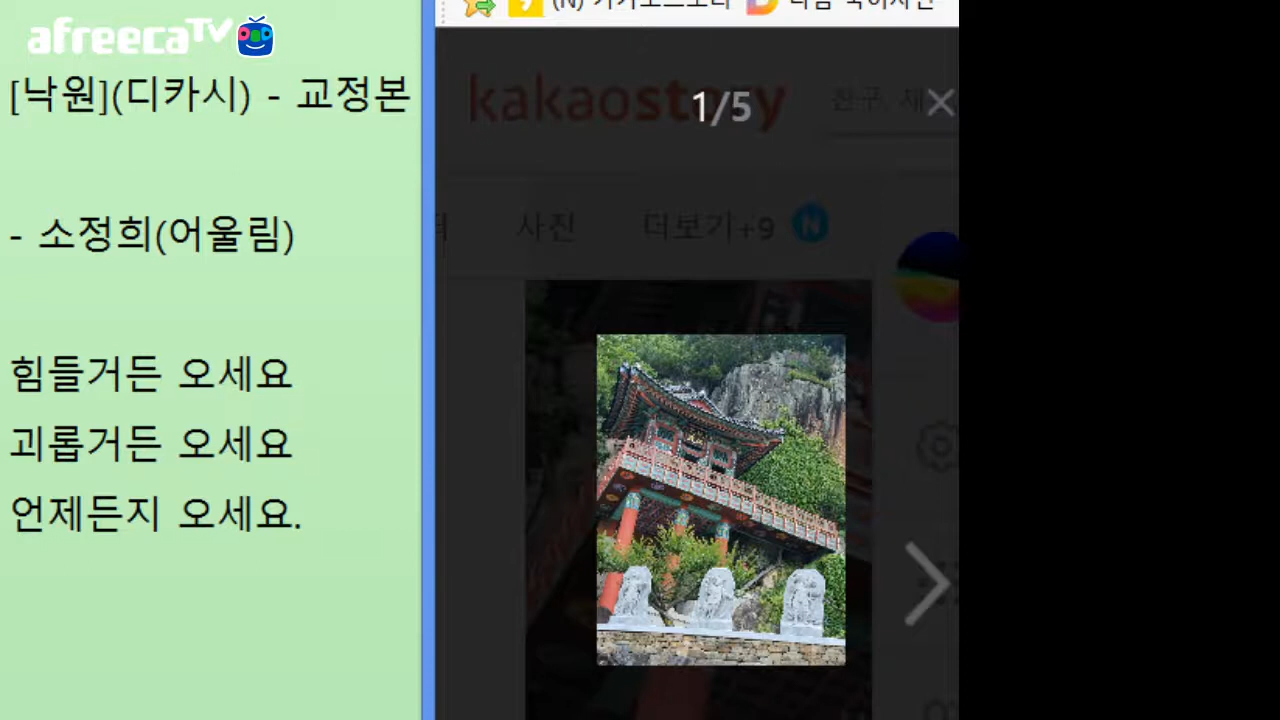 afreecaTV
[낙원](디카시) - 교정본
- 소정희(어울림)
힘들거든 오세요
괴롭거든 오세요
언제든지 오세요.
kakaostory
1/5
사진
더보기+9
N